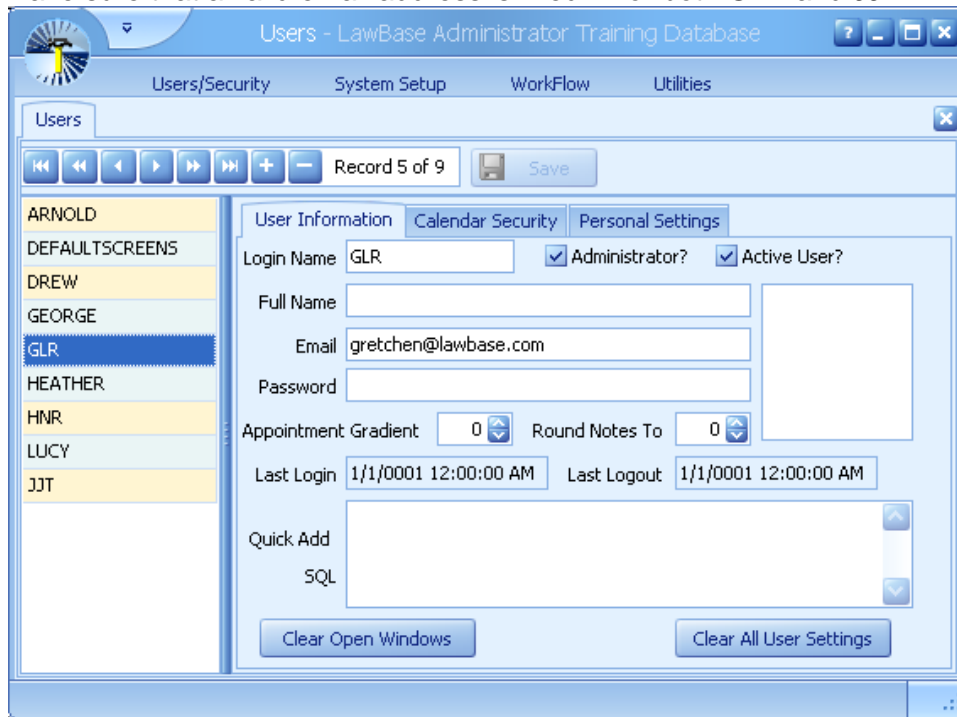 Users - LawBase Administrator Training Database
Users/Security System Setup WorkFlow Utilities
Users
Record 5 of 9 Save
ARNOLD
DEFAULTSCREENS
DREW
GEORGE
GLR
HEATHER
HNR
LUCY
JJT
User Information Calendar Security Personal Settings
Login Name GLR Administrator? Active User?
Full Name
Email gretchen@lawbase.com
Password
Appointment Gradient 0 Round Notes To 0
Last Login 1/1/0001 12:00:00 AM Last Logout 1/1/0001 12:00:00 AM
Quick Add
SQL
Clear Open Windows Clear All User Settings